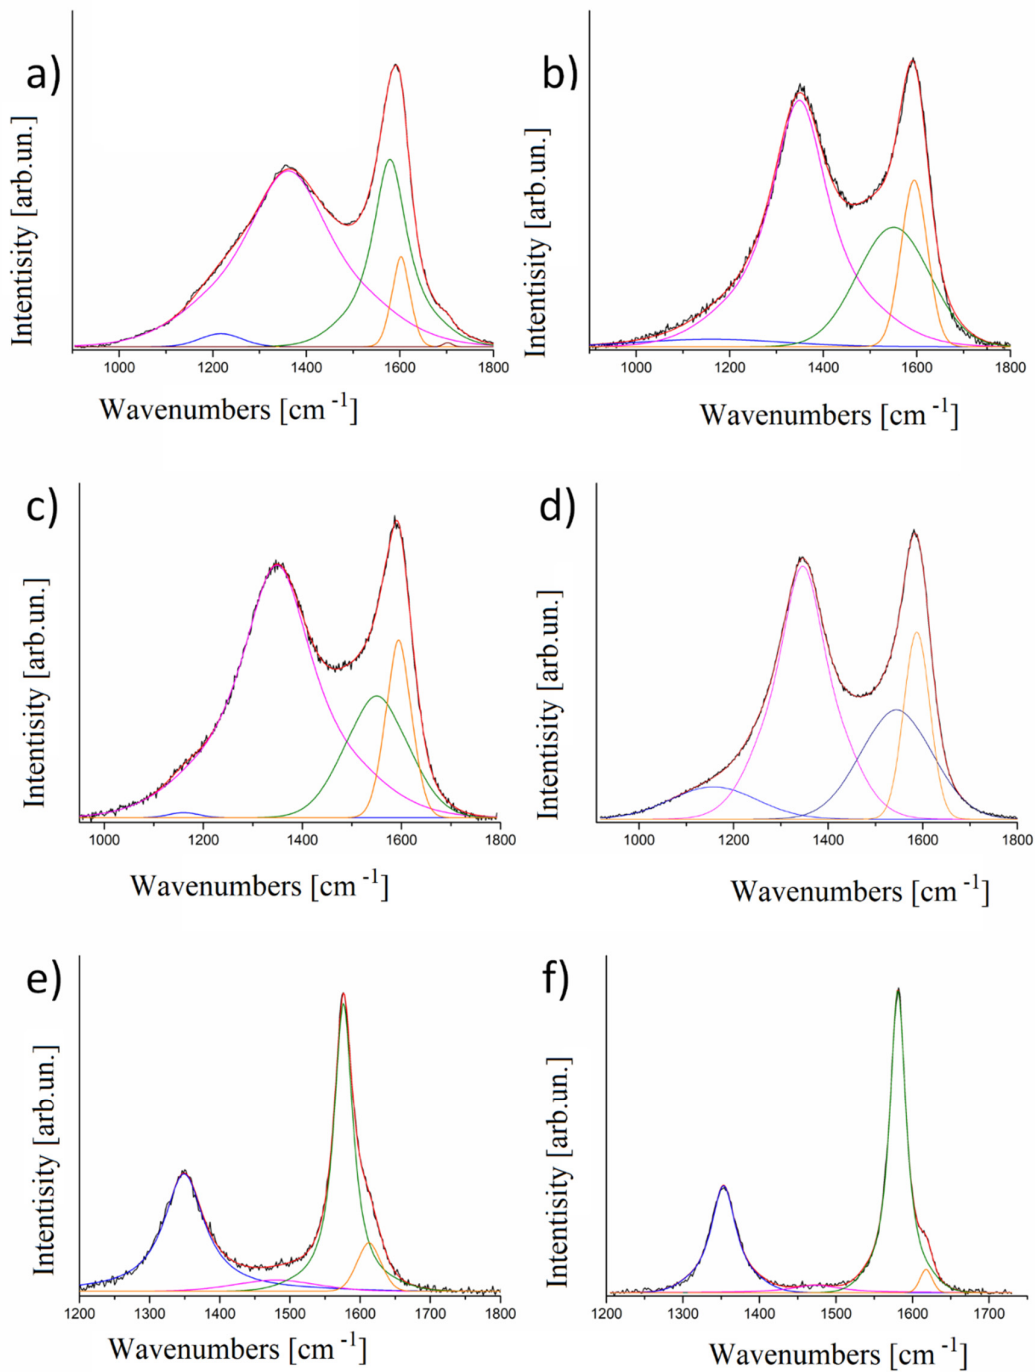 a)
Intentisity [arb.un.]
1000 1200 1400 1600 1800
Wavenumbers [cm -1]
b)
Intentisity [arb.un.]
1000 1200 1400 1600 1800
Wavenumbers [cm -1]
c)
Intentisity [arb.un.]
1000 1200 1400 1600 1800
Wavenumbers [cm -1]
d)
Intentisity [arb.un.]
1000 1200 1400 1600 1800
Wavenumbers [cm -1]
e)
Intentisity [arb.un.]
1200 1300 1400 1500 1600 1700 1800
Wavenumbers [cm -1]
f)
Intentisity [arb.un.]
1200 1300 1400 1500 1600 1700
Wavenumbers [cm -1]